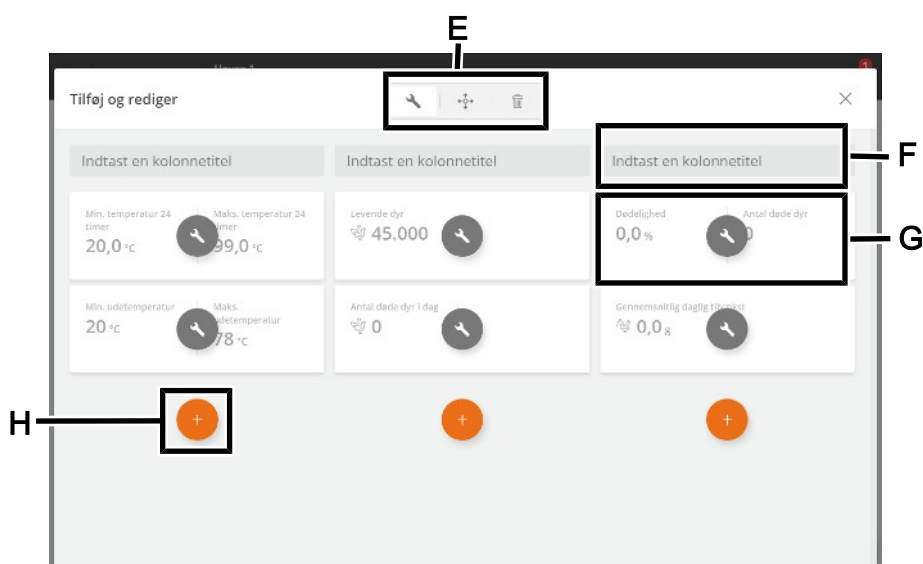 E
1
Tilføj og rediger
Indtast en kolonnetitel
Indtast en kolonnetitel
Indtast en kolonnetitel
F
Min. temperatur 24
timer
20,0 °C
Maks. temperatur 24
timer
99,0 °C
Levende dyr
45.000
Dødelighed
0,0 %
Antal døde dyr
0
G
Min. udetemperatur
20 °C
Maks.
udetemperatur
78 °C
Antal døde dyr i dag
0
Gennemsnitlig daglig tilvækst
0,0 g
H